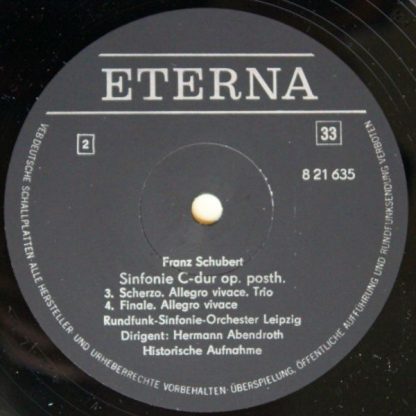 ETERNA
2
33
8 21 635
Franz Schubert
Sinfonie C-dur op. posth.
3. Scherzo. Allegro vivace. Trio
4. Finale. Allegro vivace
Rundfunk-Sinfonie-Orchester Leipzig
Dirigent: Hermann Abendroth
Historische Aufnahme
VEB DEUTSCHE SCHALLPLATTEN · ALLE HERSTELLER- UND URHEBERRECHTE VORBEHALTEN · ÜBERSPIELUNG, ÖFFENTLICHE AUFFÜHRUNG UND RUNDFUNKSENDUNG VERBOTEN